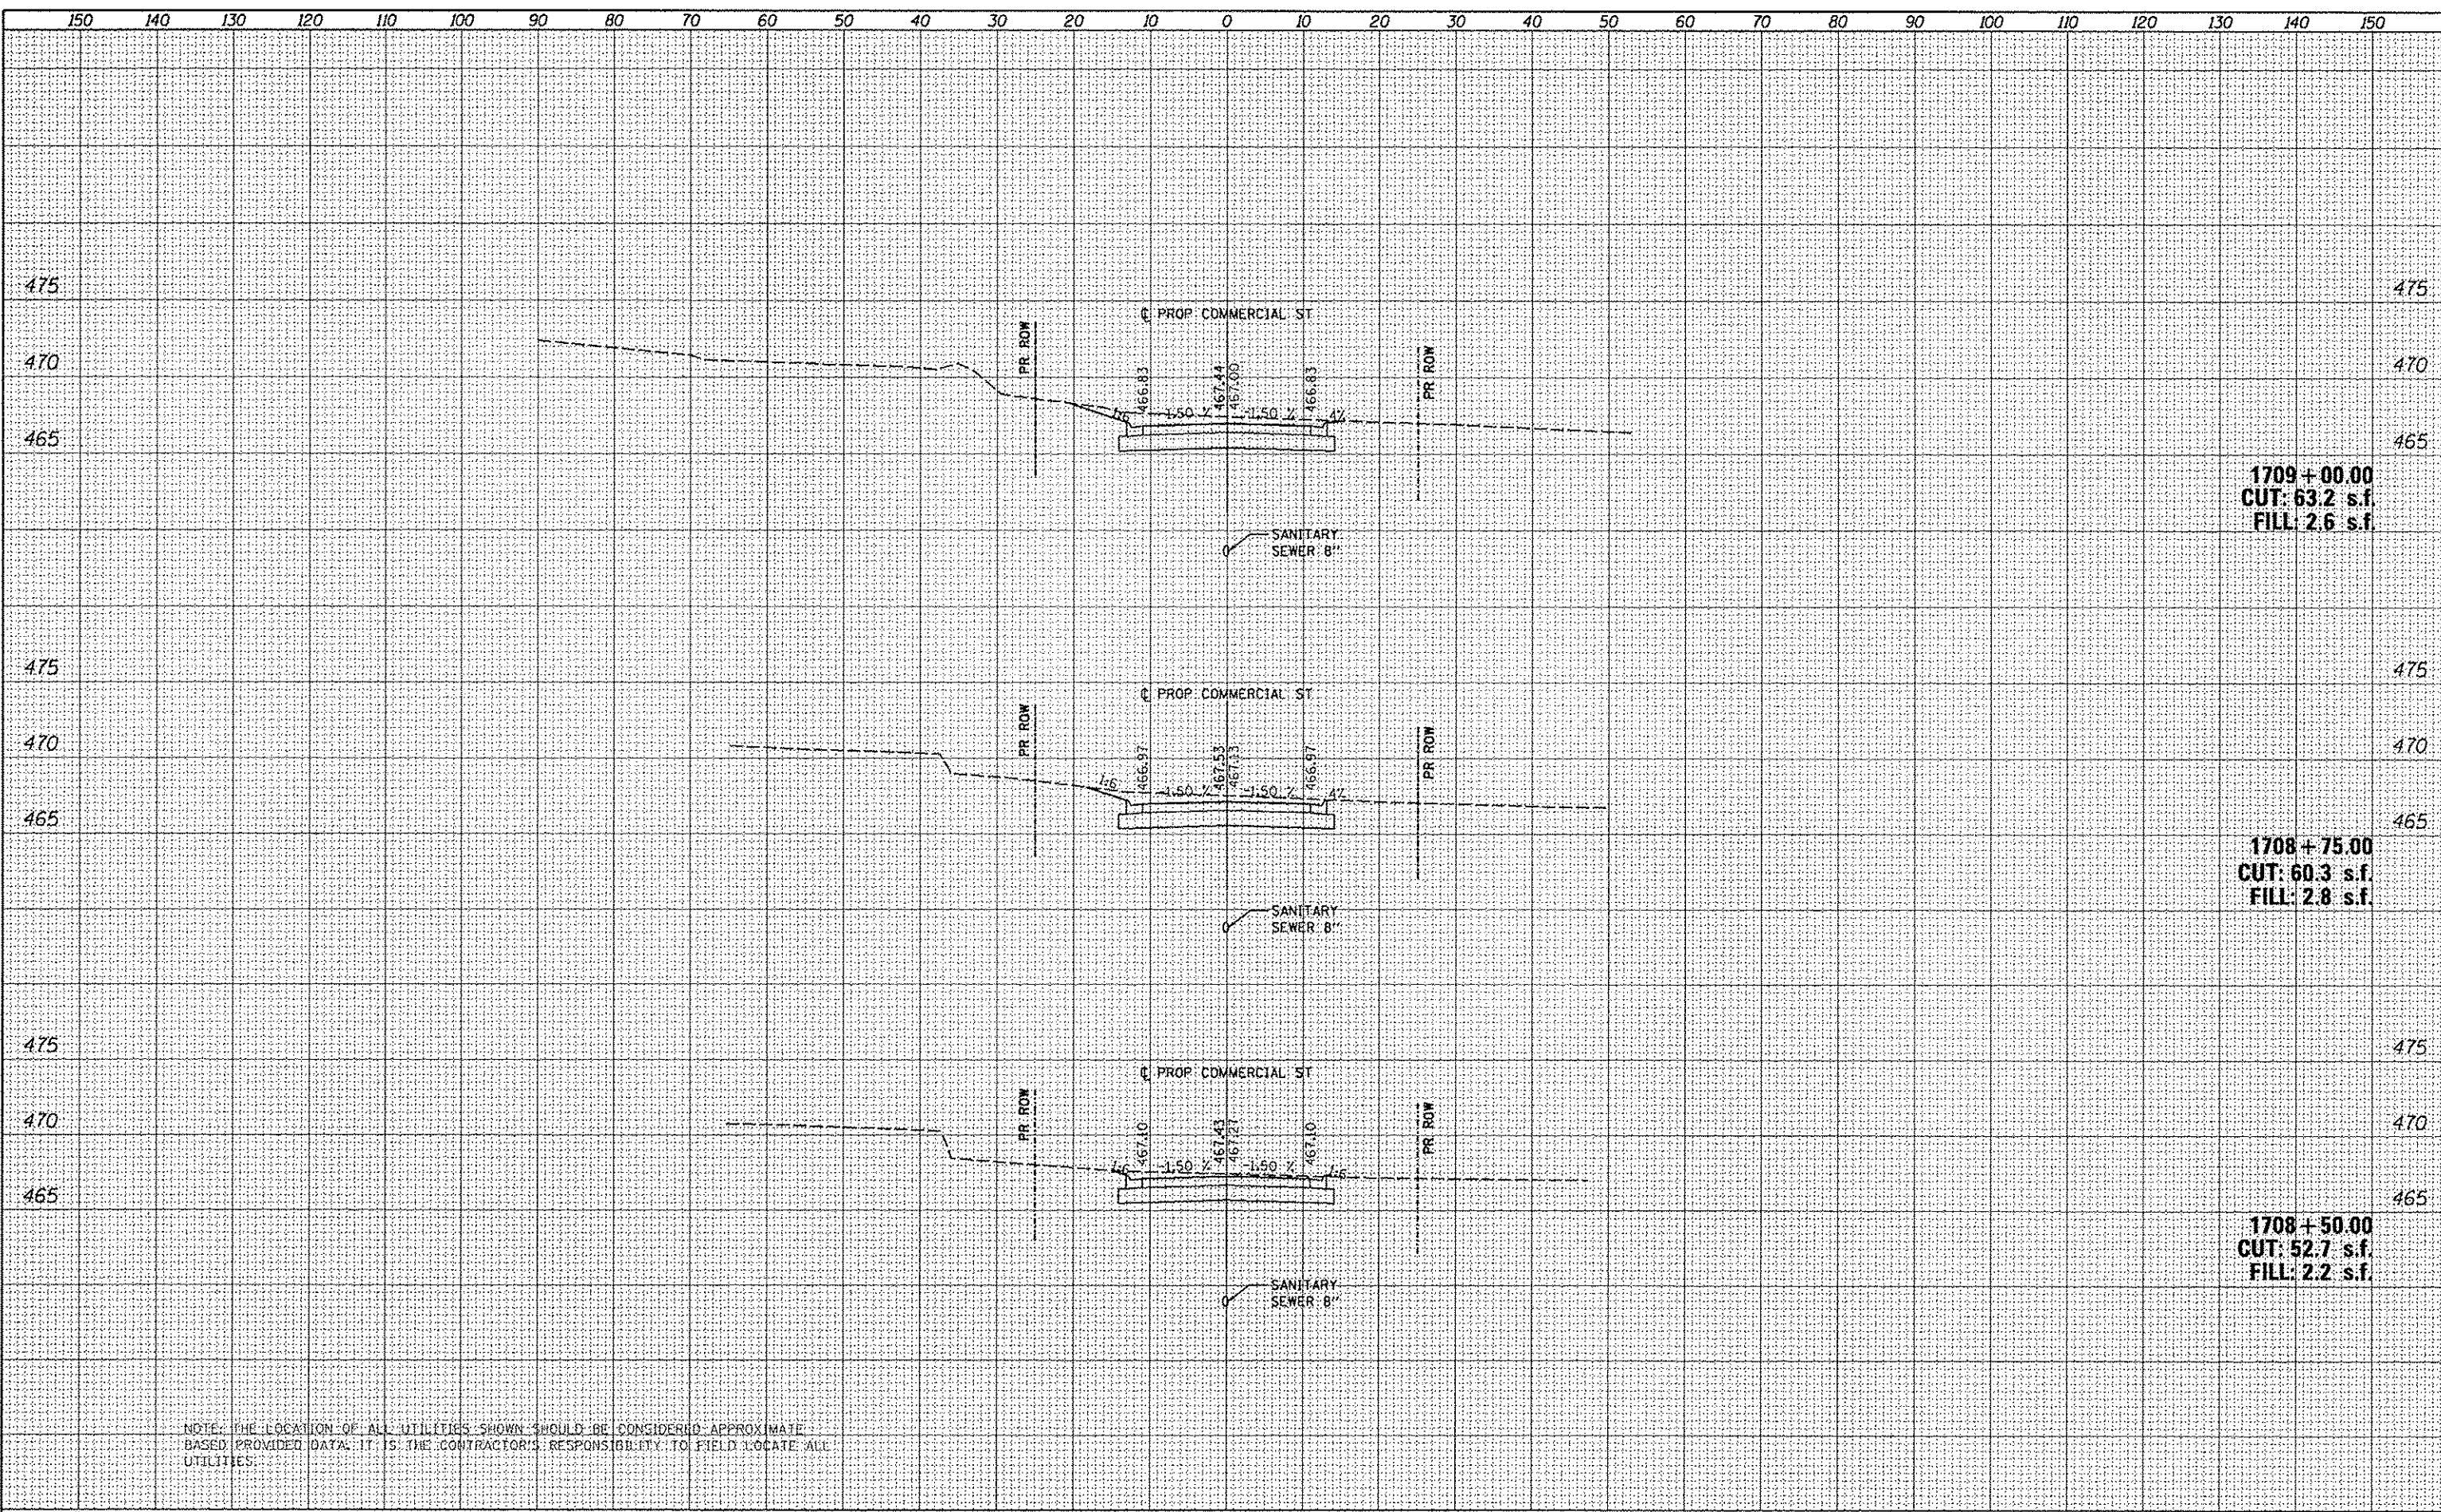 150 140 130 120 110 100 90 80 70 60 50 40 30 20 10 0 10 20 30 40 50 60 70 80 90 100 110 120 130 140 150
475 475
℄ PROP COMMERCIAL ST
PR ROW PR ROW
470 470
466.83 467.44 467.00 466.83
1:6 -1.50 % -1.50 % 4%
465 465
1709+00.00
CUT: 63.2 s.f.
FILL: 2.6 s.f.
SANITARY
SEWER 8"
475 475
℄ PROP COMMERCIAL ST
PR ROW PR ROW
470 470
466.97 467.53 467.13 466.97
1:6 -1.50 % -1.50 % 4%
465 465
1708+75.00
CUT: 60.3 s.f.
FILL: 2.8 s.f.
SANITARY
SEWER 8"
475 475
℄ PROP COMMERCIAL ST
PR ROW PR ROW
470 470
467.10 467.43 467.27 467.10
1:6 -1.50 % -1.50 % 1:6
465 465
1708+50.00
CUT: 52.7 s.f.
FILL: 2.2 s.f.
SANITARY
SEWER 8"
NOTE: THE LOCATION OF ALL UTILITIES SHOWN SHOULD BE CONSIDERED APPROXIMATE
BASED PROVIDED DATA. IT IS THE CONTRACTOR'S RESPONSIBILITY TO FIELD LOCATE ALL
UTILITIES.